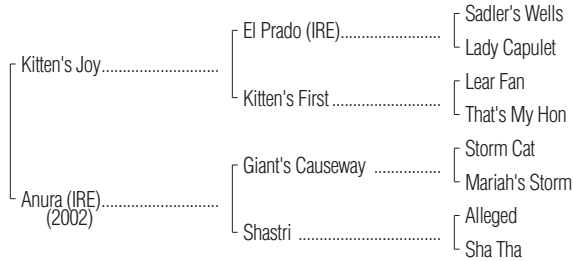 Sadler's Wells
El Prado (IRE)
Lady Capulet
Kitten's Joy
Lear Fan
Kitten's First
That's My Hon
Storm Cat
Giant's Causeway
Mariah's Storm
Anura (IRE)
(2002)
Alleged
Shastri
Sha Tha